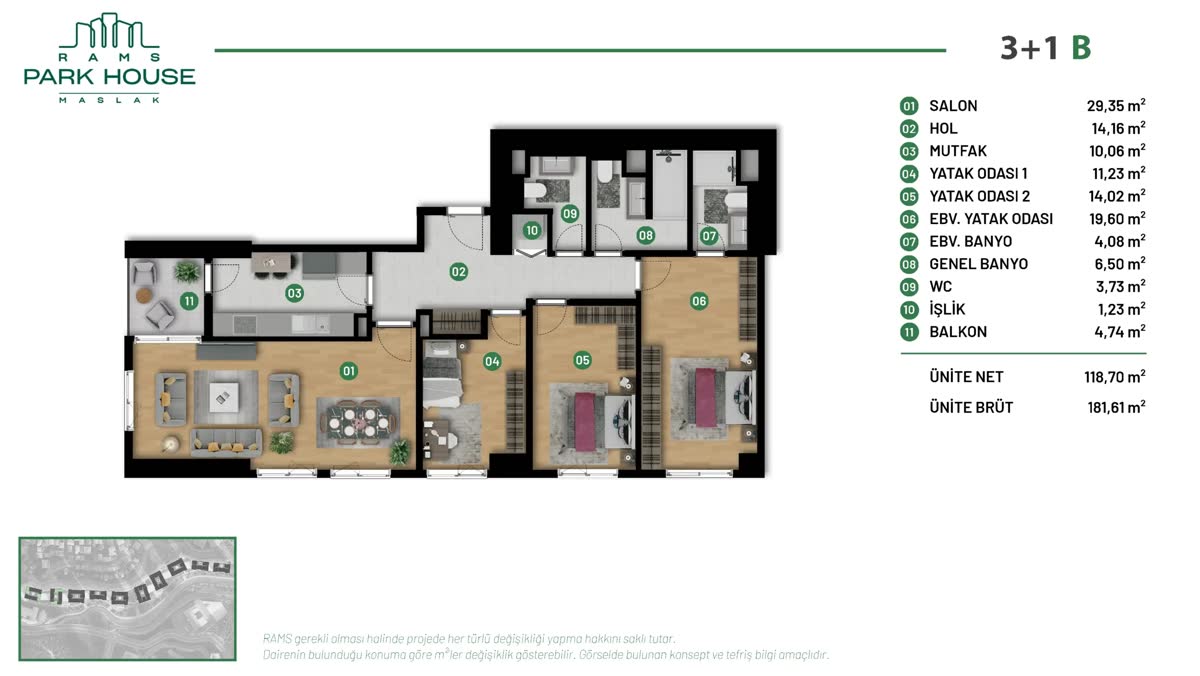 RAMS
PARK HOUSE
MASLAK
3+1 B
01 SALON 29,35 m²
02 HOL 14,16 m²
03 MUTFAK 10,06 m²
04 YATAK ODASI 1 11,23 m²
05 YATAK ODASI 2 14,02 m²
06 EBV. YATAK ODASI 19,60 m²
07 EBV. BANYO 4,08 m²
08 GENEL BANYO 6,50 m²
09 WC 3,73 m²
10 İŞLİK 1,23 m²
11 BALKON 4,74 m²
ÜNİTE NET 118,70 m²
ÜNİTE BRÜT 181,61 m²
09
10
08
07
02
11
03
06
01
04
05
RAMS gerekli olması halinde projede her türlü değişikliği yapma hakkını saklı tutar.
Dairenin bulunduğu konuma göre m²ler değişiklik gösterebilir. Görselde bulunan konsept ve tefriş bilgi amaçlıdır.